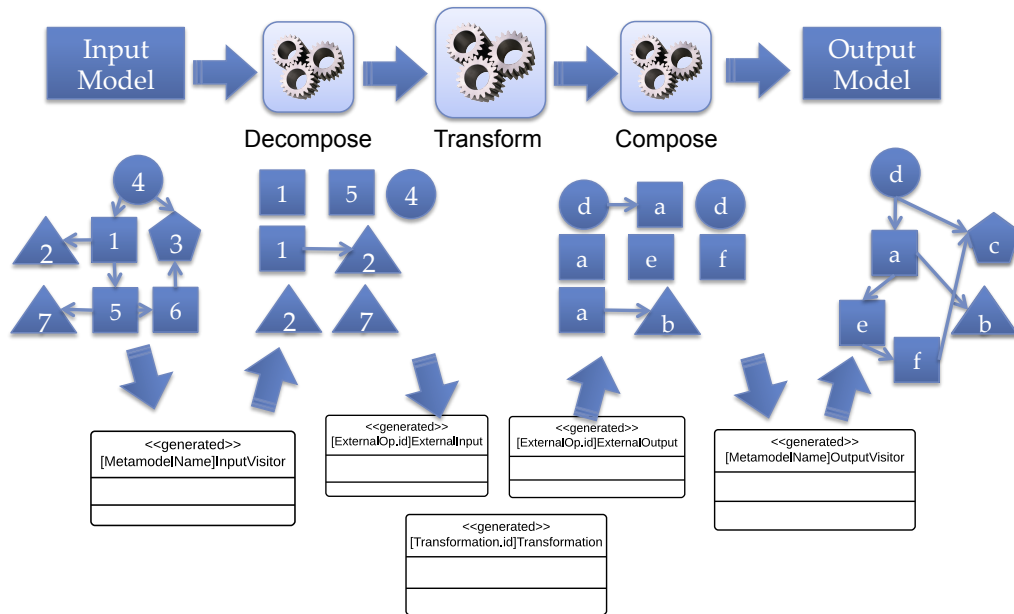 Input
Model
Output
Model
Decompose
Transform
Compose
4
2
1
3
7
5
6
1
5
4
1
2
2
7
d
a
d
a
e
f
a
b
d
a
c
e
b
f
<<generated>>
[MetamodelName]InputVisitor
<<generated>>
[ExternalOp.id]ExternalInput
<<generated>>
[ExternalOp.id]ExternalOutput
<<generated>>
[MetamodelName]OutputVisitor
<<generated>>
[Transformation.id]Transformation